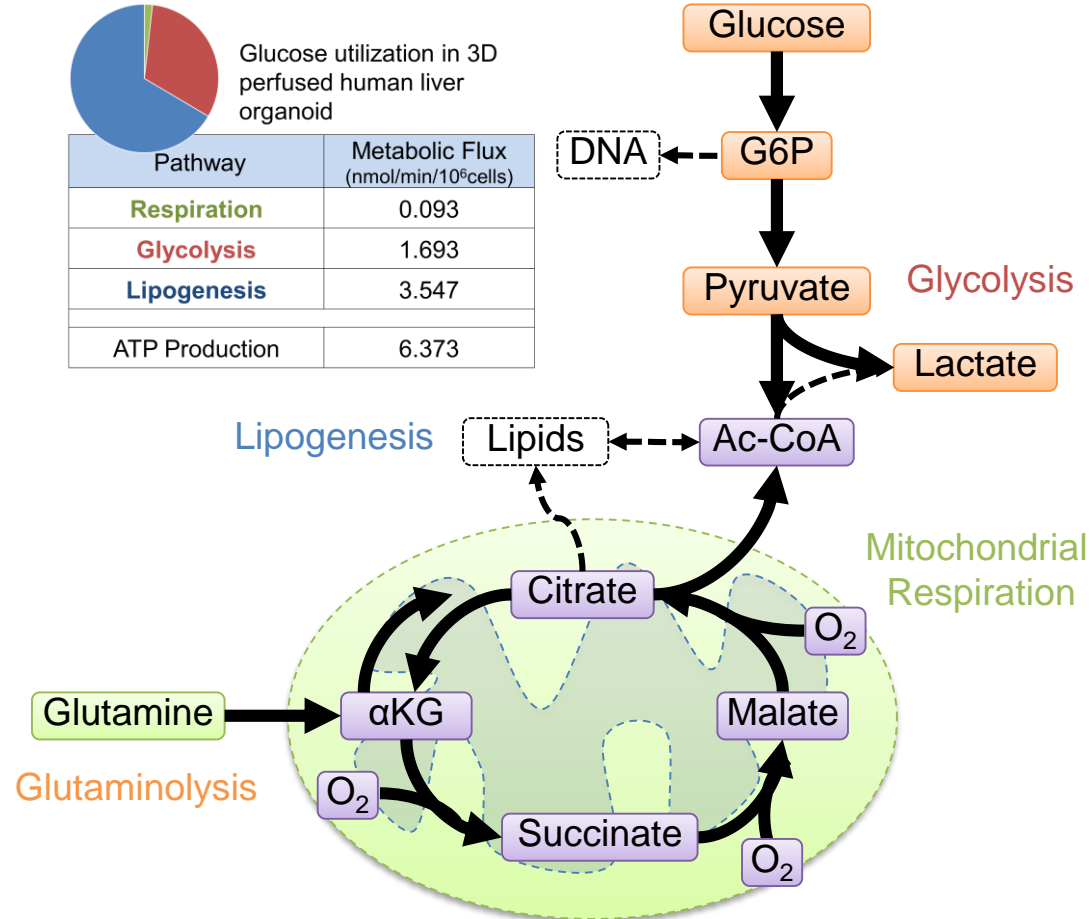 Glucose utilization in 3D
perfused human liver
organoid
Pathway
Metabolic Flux
(nmol/min/10⁶cells)
Respiration
0.093
Glycolysis
1.693
Lipogenesis
3.547
ATP Production
6.373
Glucose
DNA
G6P
Pyruvate
Glycolysis
Lactate
Lipogenesis
Lipids
Ac-CoA
Mitochondrial
Respiration
Citrate
O₂
Glutamine
αKG
Malate
Glutaminolysis
O₂
Succinate
O₂